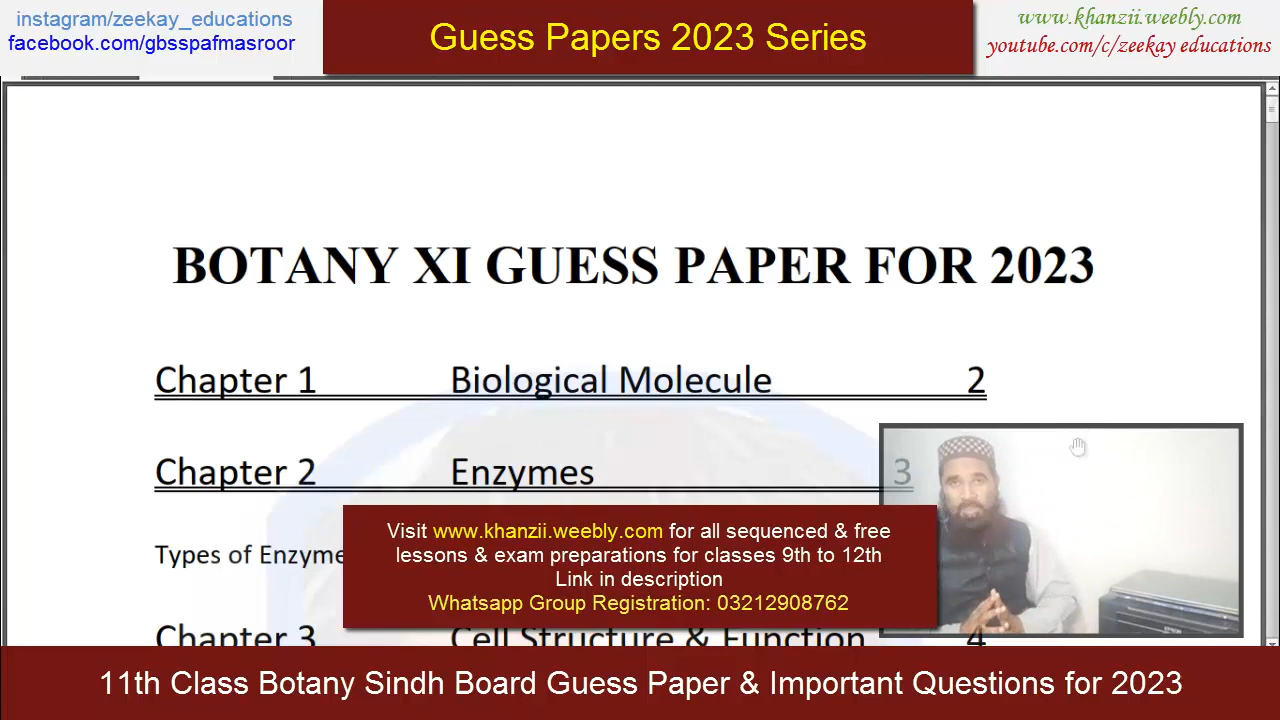 instagram/zeekay_educations
facebook.com/gbsspafmasroor
Guess Papers 2023 Series
www.khanzii.weebly.com
youtube.com/c/zeekay educations
BOTANY XI GUESS PAPER FOR 2023
Chapter 1 Biological Molecule 2
Chapter 2 Enzymes 3
Types of Enzyme
Chapter 3 Cell Structure & Function 4
Visit www.khanzii.weebly.com for all sequenced & free
lessons & exam preparations for classes 9th to 12th
Link in description
Whatsapp Group Registration: 03212908762
EPSON
11th Class Botany Sindh Board Guess Paper & Important Questions for 2023